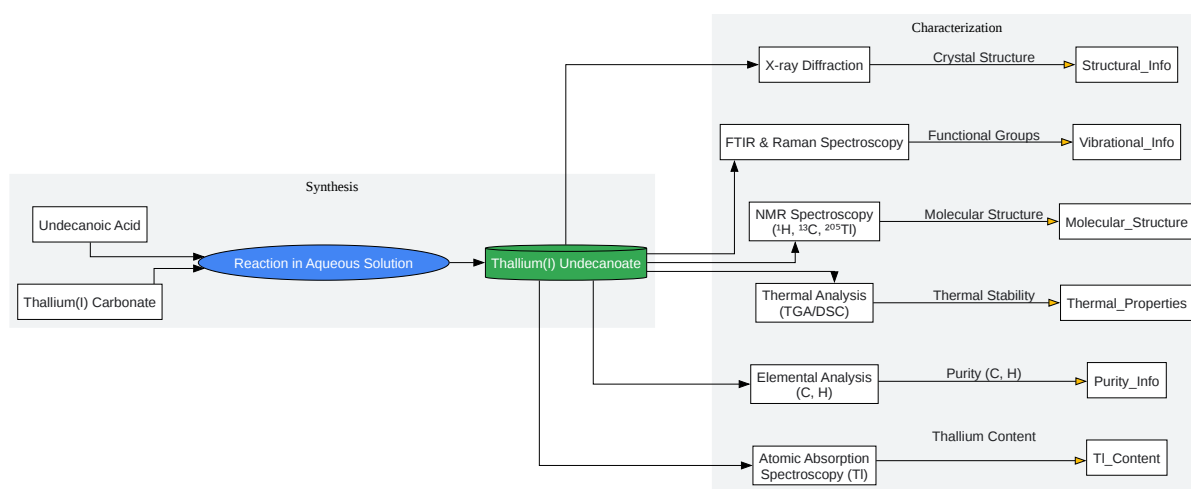 Characterization
X-ray Diffraction
Crystal Structure
Structural_Info
FTIR & Raman Spectroscopy
Functional Groups
Vibrational_Info
Synthesis
Undecanoic Acid
NMR Spectroscopy
(¹H, ¹³C, ²⁰⁵Tl)
Molecular Structure
Molecular_Structure
Reaction in Aqueous Solution
Thallium(I) Undecanoate
Thallium(I) Carbonate
Thermal Analysis
(TGA/DSC)
Thermal Stability
Thermal_Properties
Elemental Analysis
(C, H)
Purity (C, H)
Purity_Info
Atomic Absorption
Spectroscopy (Tl)
Thallium Content
Tl_Content